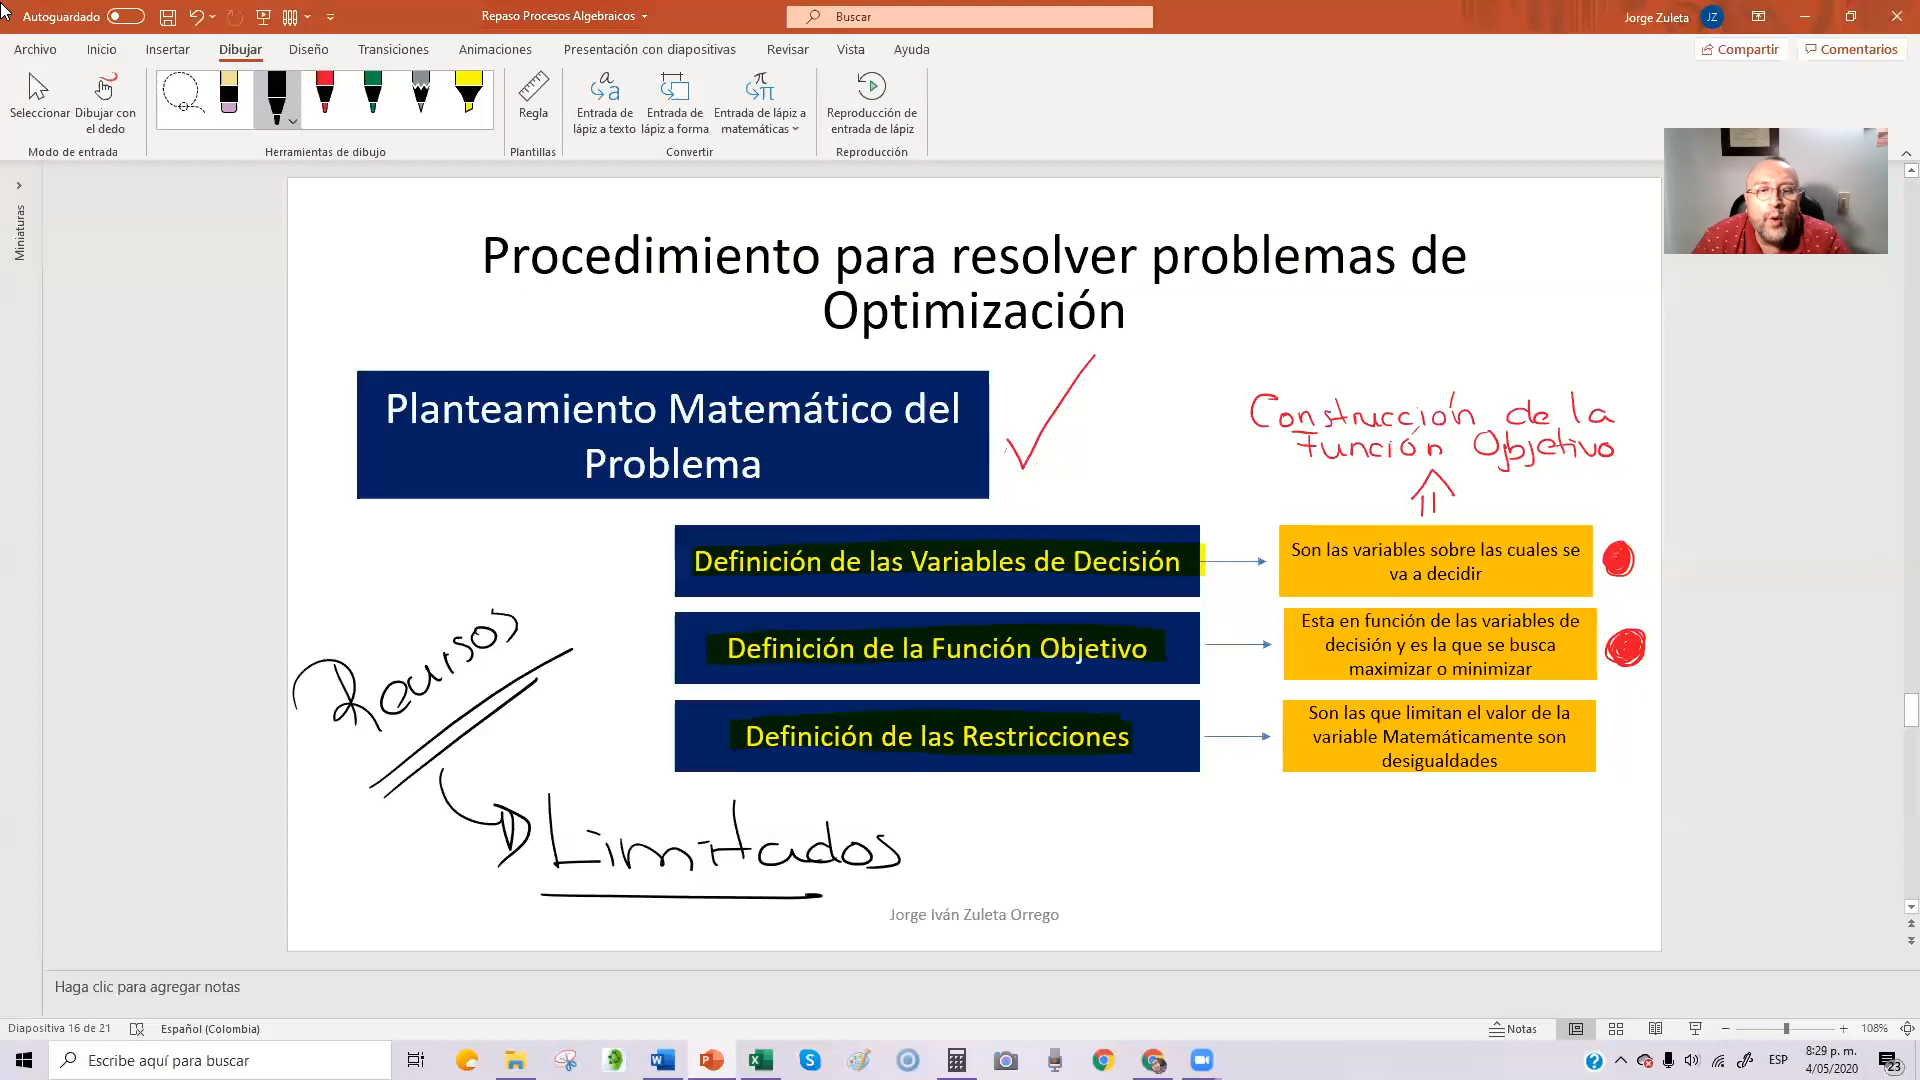 Autoguardado
Repaso Procesos Algebraicos
Buscar
Jorge Zuleta
JZ
Archivo
Inicio
Insertar
Dibujar
Diseño
Transiciones
Animaciones
Presentación con diapositivas
Revisar
Vista
Ayuda
Compartir
Comentarios
Seleccionar
Dibujar con
el dedo
Modo de entrada
Herramientas de dibujo
Regla
Plantillas
Entrada de
lápiz a texto
Entrada de
lápiz a forma
Entrada de lápiz a
matemáticas
Convertir
Reproducción de
entrada de lápiz
Reproducción
Miniaturas
Procedimiento para resolver problemas de
Optimización
Planteamiento Matemático del
Problema
Construcción de la
Función Objetivo
Definición de las Variables de Decisión
Son las variables sobre las cuales se
va a decidir
Definición de la Función Objetivo
Esta en función de las variables de
decisión y es la que se busca
maximizar o minimizar
Definición de las Restricciones
Son las que limitan el valor de la
variable Matemáticamente son
desigualdades
Recursos
Limitados
Jorge Iván Zuleta Orrego
Haga clic para agregar notas
Diapositiva 16 de 21
Español (Colombia)
Notas
108%
Escribe aquí para buscar
ESP
8:29 p. m.
4/05/2020
23